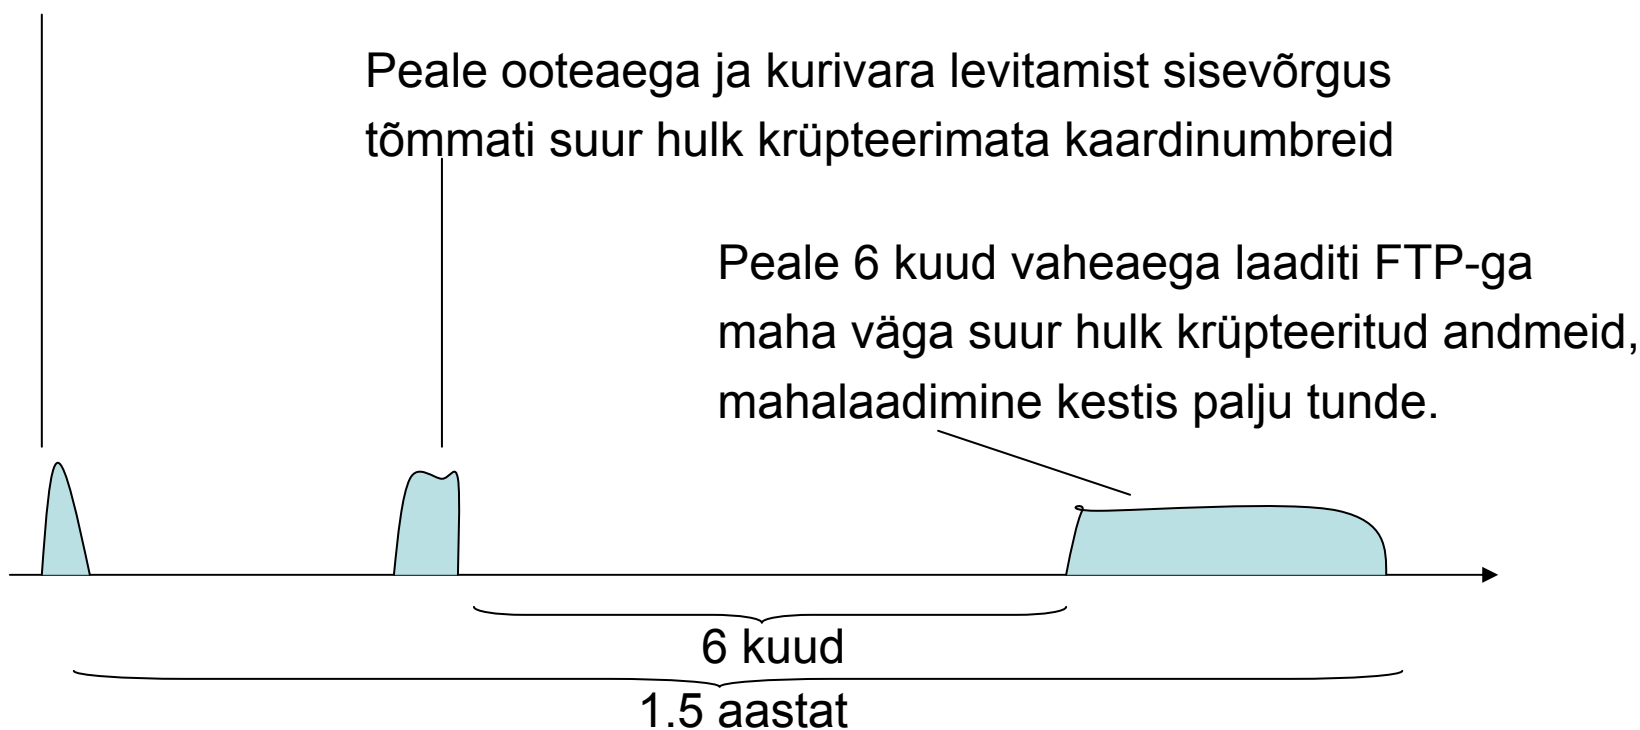 Peale ooteaega ja kurivara levitamist sisevõrgus
tõmmati suur hulk krüpteerimata kaardinumbreid
Peale 6 kuud vaheaega laaditi FTP-ga
maha väga suur hulk krüpteeritud andmeid,
mahalaadimine kestis palju tunde.
6 kuud
1.5 aastat